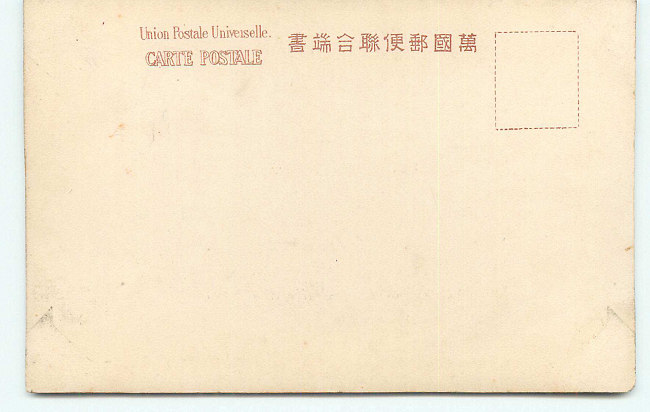 Union Postale Universelle.
CARTE POSTALE
萬國郵便聯合端書